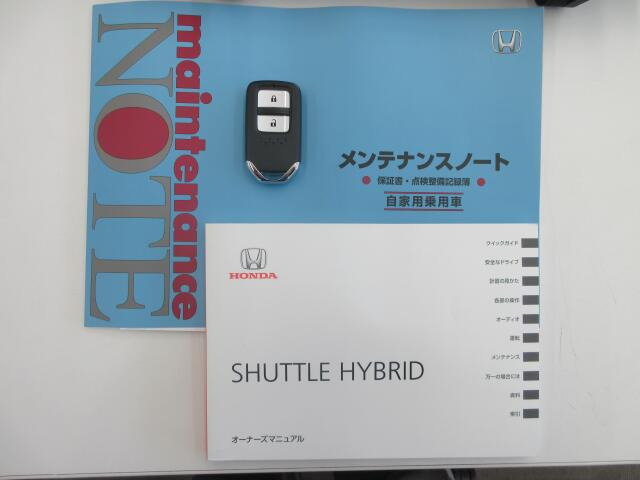 maintenance
NOTE
メンテナンスノート
保証書・点検整備記録簿
自家用乗用車
HONDA
SHUTTLE HYBRID
オーナーズマニュアル
クイックガイド
安全なドライブ
計器の見かた
各部の操作
オーディオ
運転
メンテナンス
万一の場合には
資料
索引